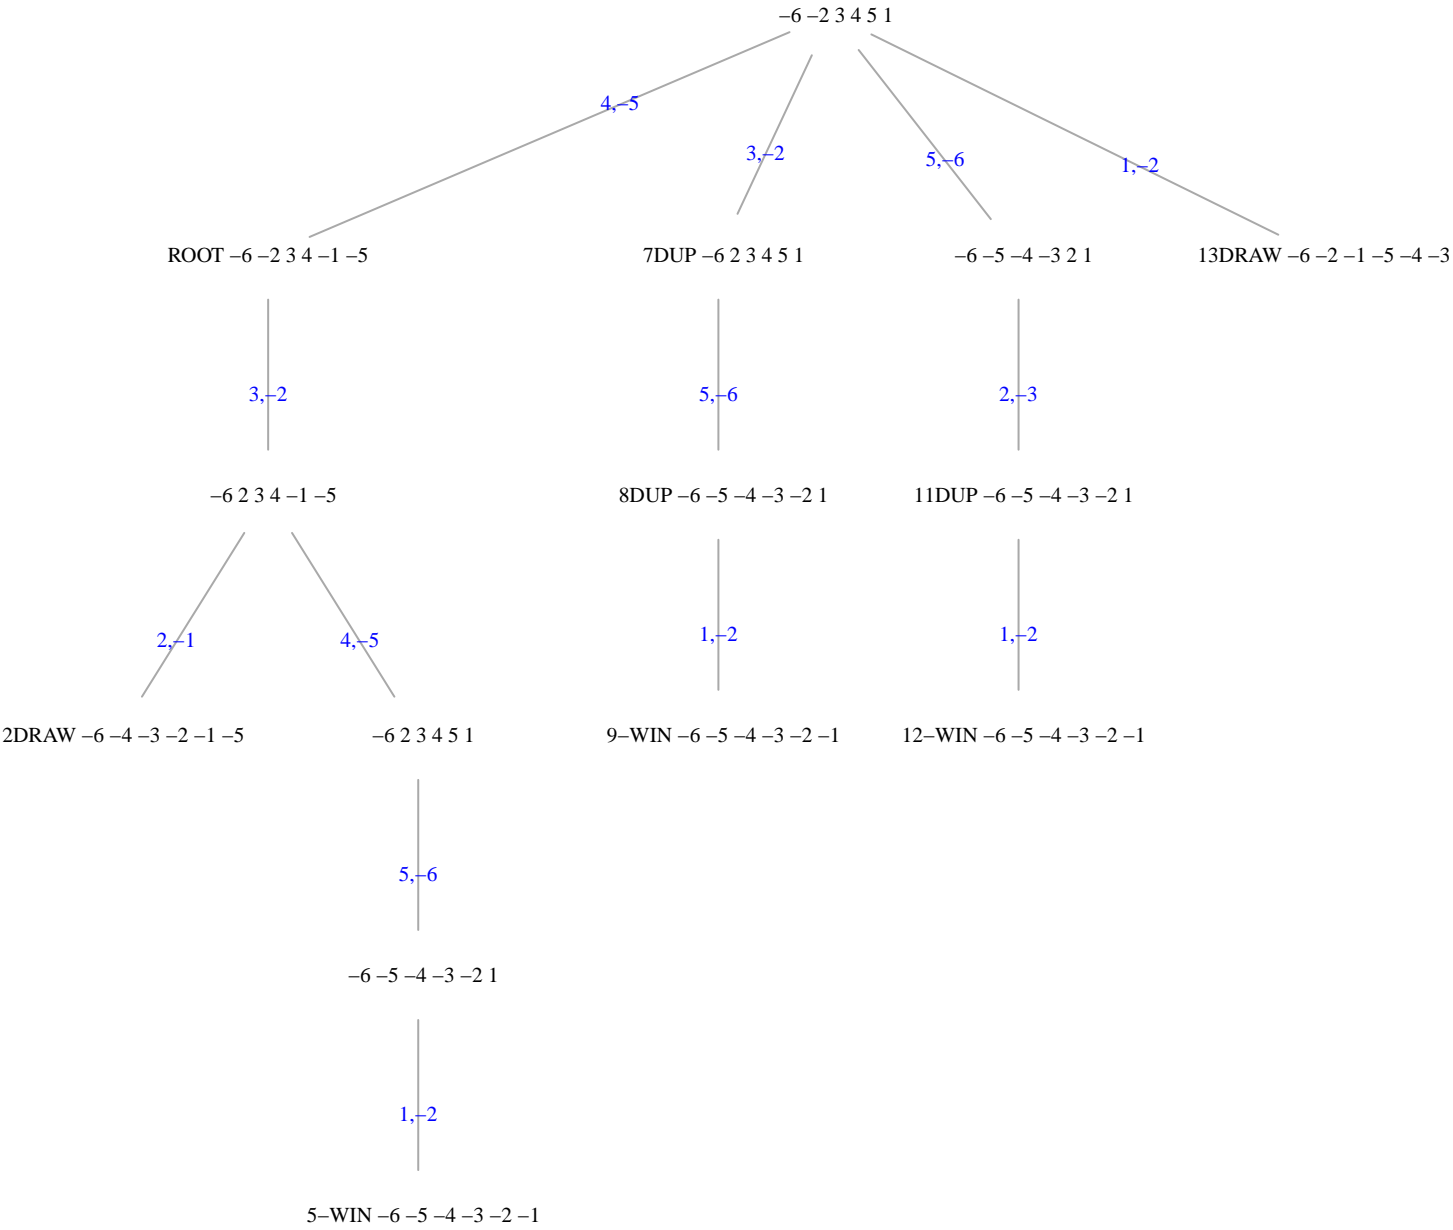 –6 –2 3 4 5 1
4,–5
3,–2
5,–6
1,–2
ROOT –6 –2 3 4 –1 –5
7DUP –6 2 3 4 5 1
–6 –5 –4 –3 2 1
13DRAW –6 –2 –1 –5 –4 –3
3,–2
5,–6
2,–3
–6 2 3 4 –1 –5
8DUP –6 –5 –4 –3 –2 1
11DUP –6 –5 –4 –3 –2 1
2,–1
4,–5
1,–2
1,–2
2DRAW –6 –4 –3 –2 –1 –5
–6 2 3 4 5 1
9–WIN –6 –5 –4 –3 –2 –1
12–WIN –6 –5 –4 –3 –2 –1
5,–6
–6 –5 –4 –3 –2 1
1,–2
5–WIN –6 –5 –4 –3 –2 –1